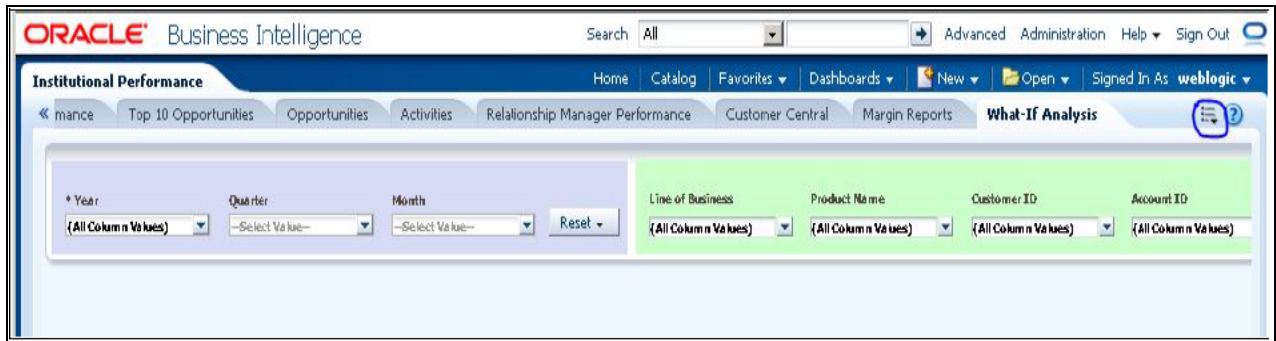 ORACLE Business Intelligence Search All Advanced Administration Help Sign Out
Institutional Performance Home Catalog Favorites Dashboards New Open Signed In As weblogic
« mance Top 10 Opportunities Opportunities Activities Relationship Manager Performance Customer Central Margin Reports What-If Analysis ?
* Year Quarter Month Line of Business Product Name Customer ID Account ID
(All Column Values) --Select Value-- --Select Value-- Reset (All Column Values) (All Column Values) (All Column Values) (All Column Values)